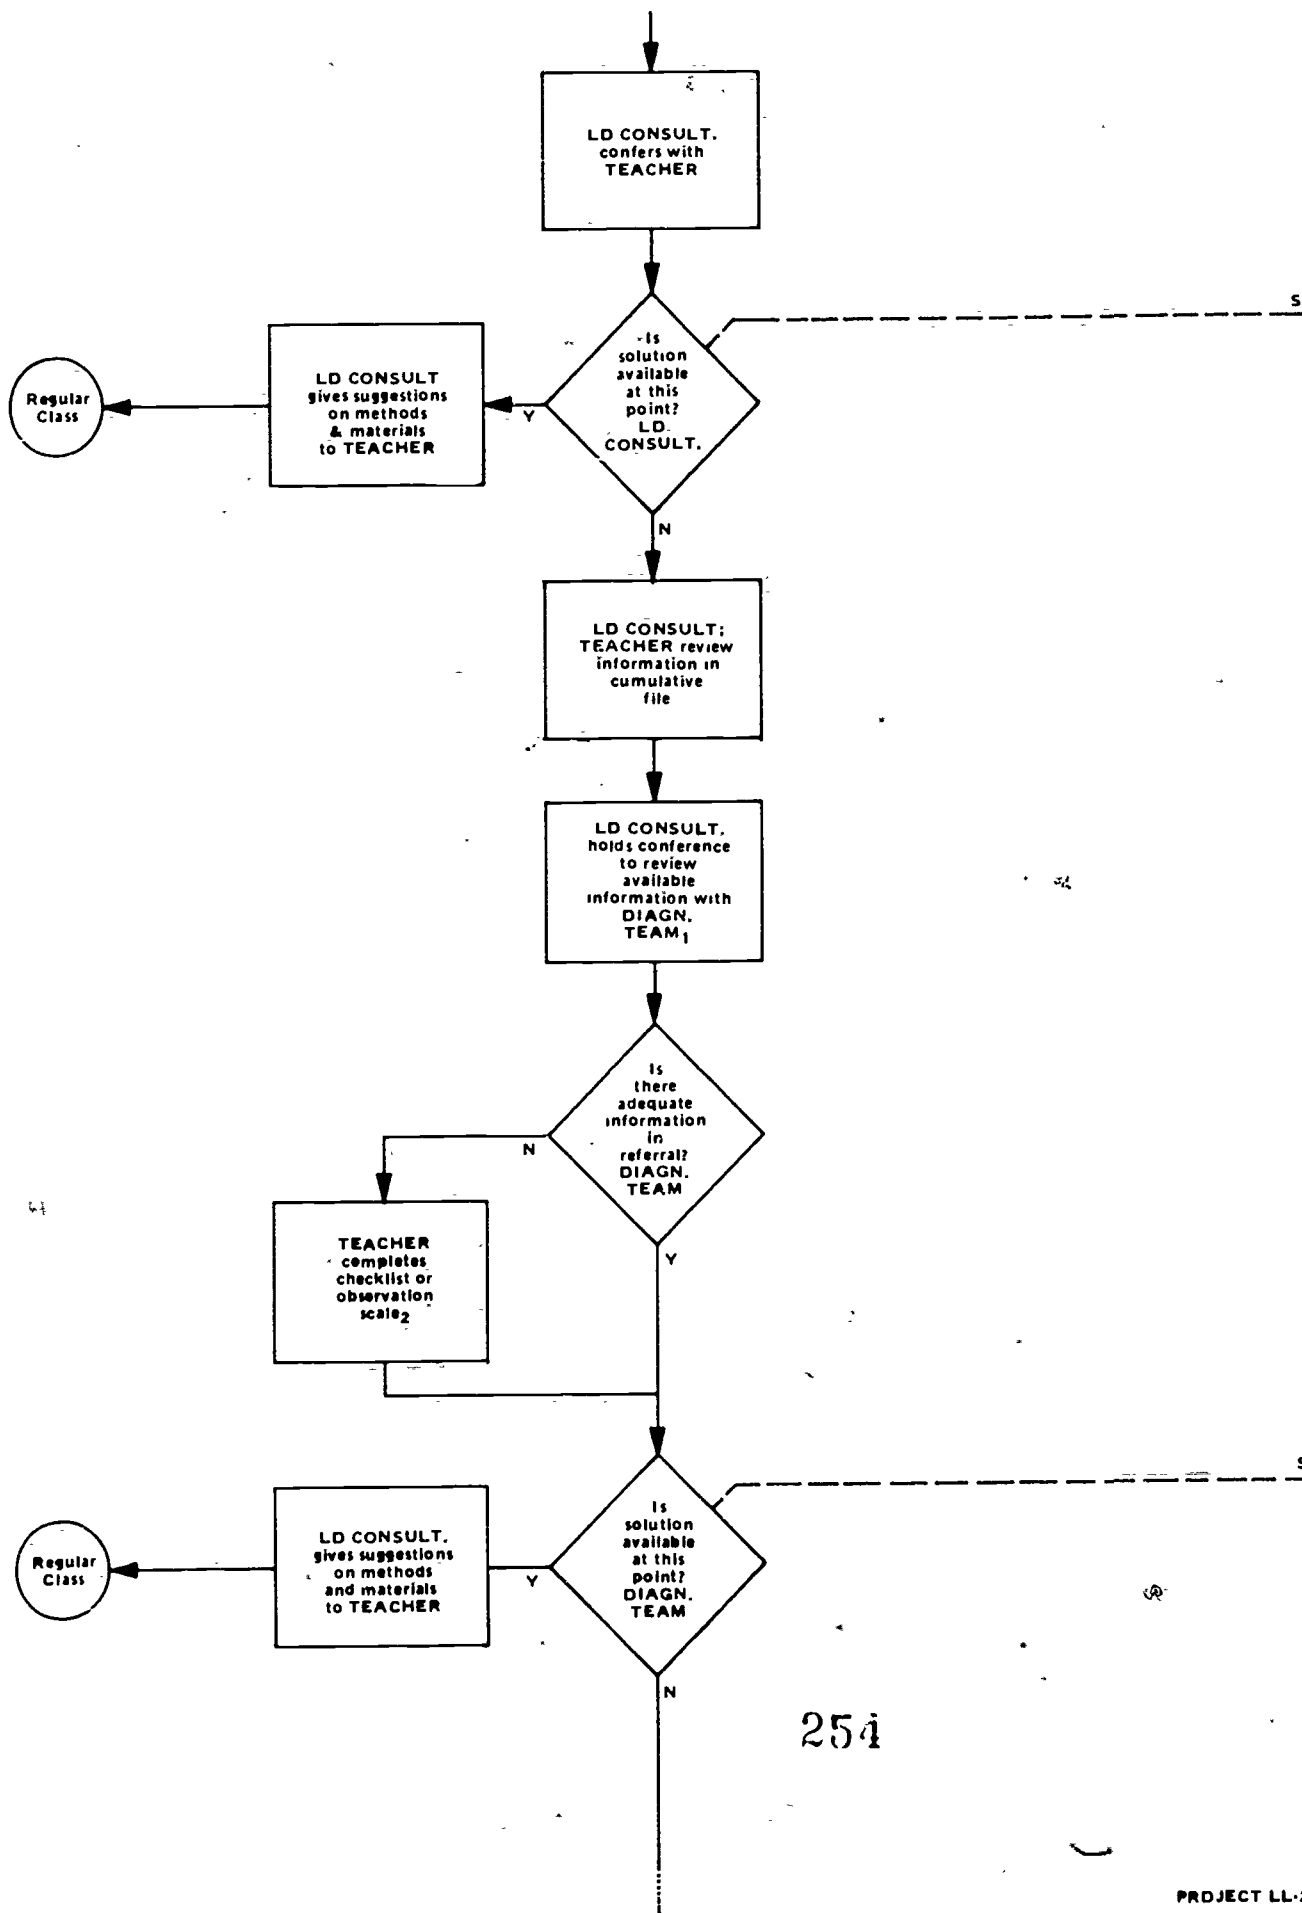 LD CONSULT.
confers with
TEACHER
S
Is
solution
available
at this
point?
LD
CONSULT.
Y
LD CONSULT
gives suggestions
on methods
& materials
to TEACHER
Regular
Class
N
LD CONSULT;
TEACHER review
information in
cumulative
file
LD CONSULT.
holds conference
to review
available
information with
DIAGN.
TEAM1
Is
there
adequate
information
in
referral?
DIAGN.
TEAM
N
Y
TEACHER
completes
checklist or
observation
scale2
S
Is
solution
available
at this
point?
DIAGN.
TEAM
Y
LD CONSULT.
gives suggestions
on methods
and materials
to TEACHER
Regular
Class
N
254
PROJECT LL-